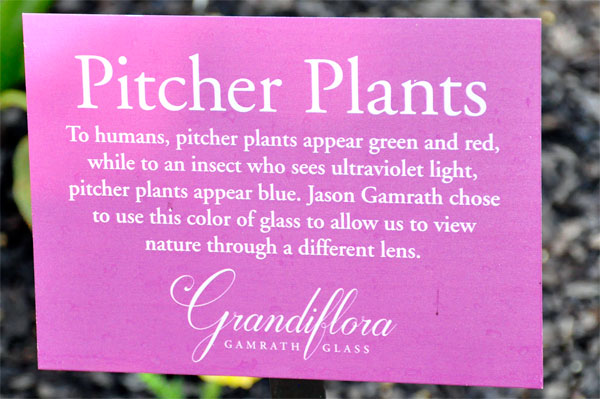 Pitcher Plants
To humans, pitcher plants appear green and red,
while to an insect who sees ultraviolet light,
pitcher plants appear blue. Jason Gamrath chose
to use this color of glass to allow us to view
nature through a different lens.
Grandiflora
GAMRATH GLASS